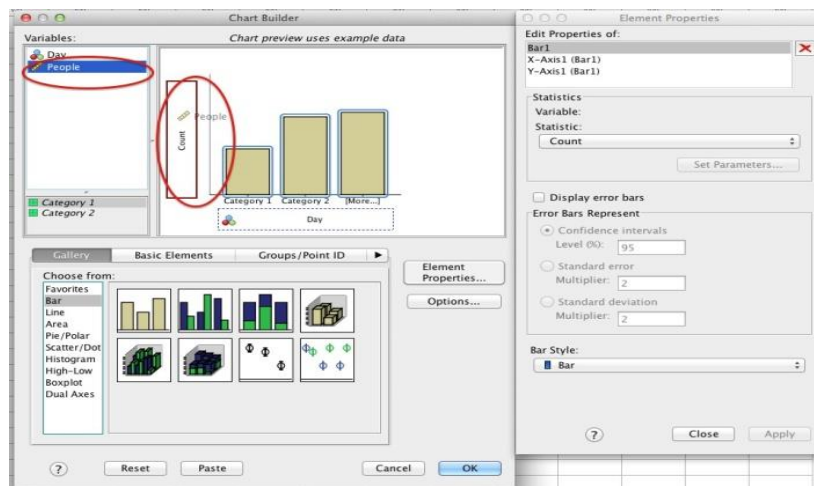 Chart Builder
Variables:
Chart preview uses example data
Day
People
People
Count
Category 1 Category 2 [More...]
Day
Category 1
Category 2
Gallery Basic Elements Groups/Point ID
Choose from:
Favorites
Bar
Line
Area
Pie/Polar
Scatter/Dot
Histogram
High-Low
Boxplot
Dual Axes
Element
Properties...
Options...
? Reset Paste Cancel OK
Element Properties
Edit Properties of:
Bar1
X-Axis1 (Bar1)
Y-Axis1 (Bar1)
Statistics
Variable:
Statistic:
Count
Set Parameters...
Display error bars
Error Bars Represent
Confidence intervals
Level (%): 95
Standard error
Multiplier: 2
Standard deviation
Multiplier: 2
Bar Style:
Bar
? Close Apply